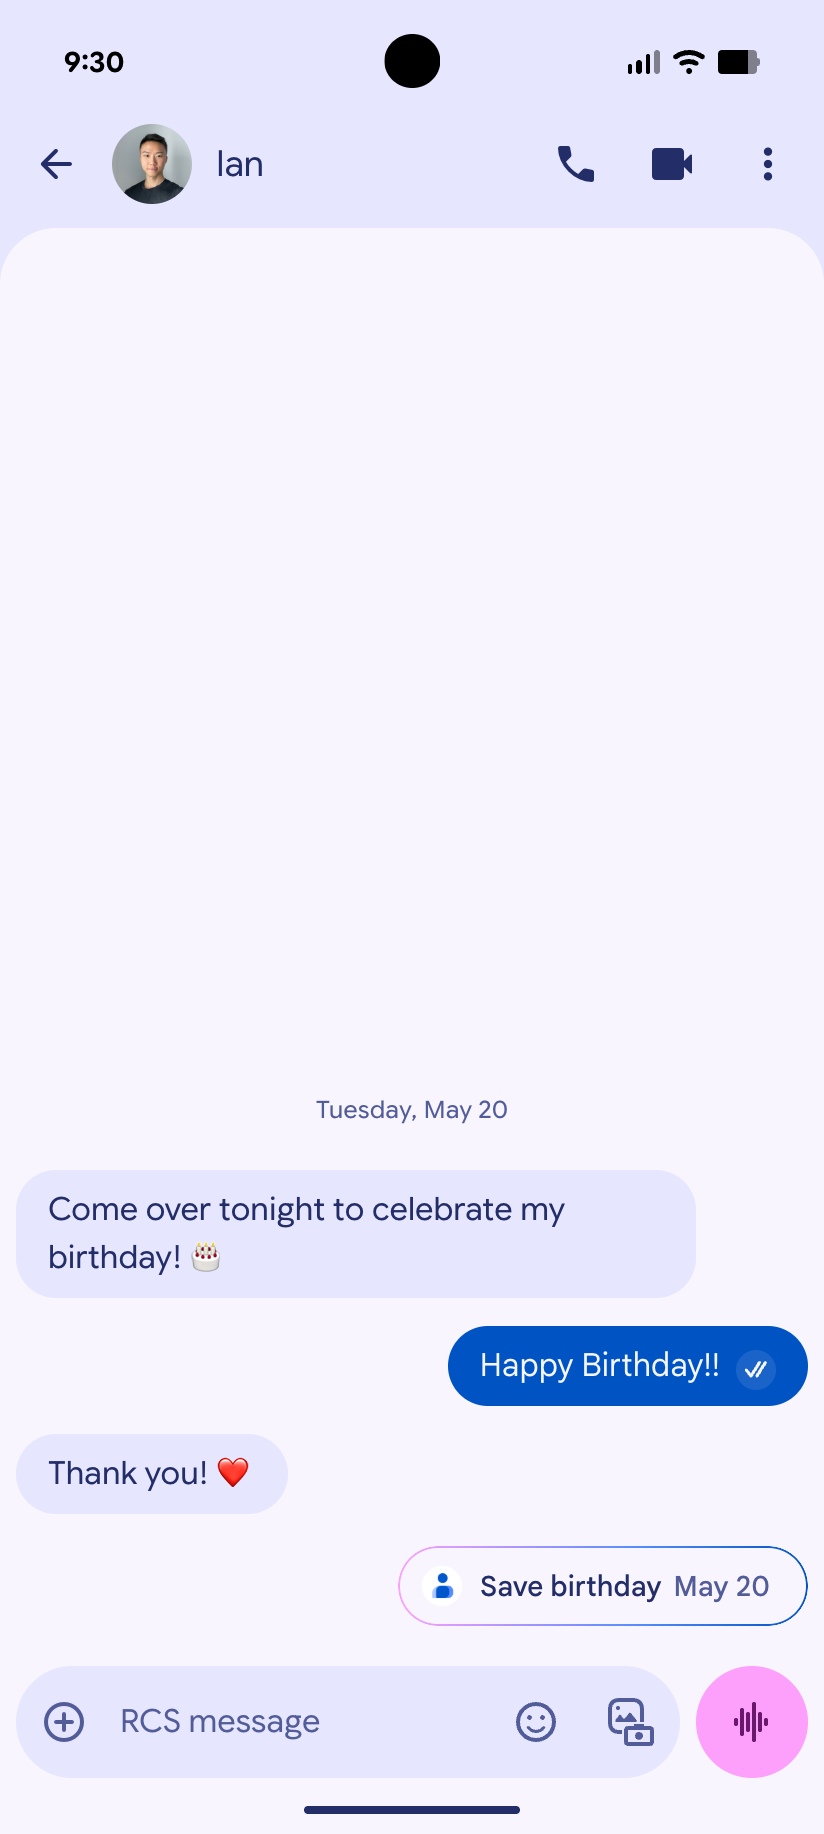 9:30
Ian
Tuesday, May 20
Come over tonight to celebrate my
birthday! 🎂
Happy Birthday!!
Thank you! ❤️
Save birthday May 20
RCS message